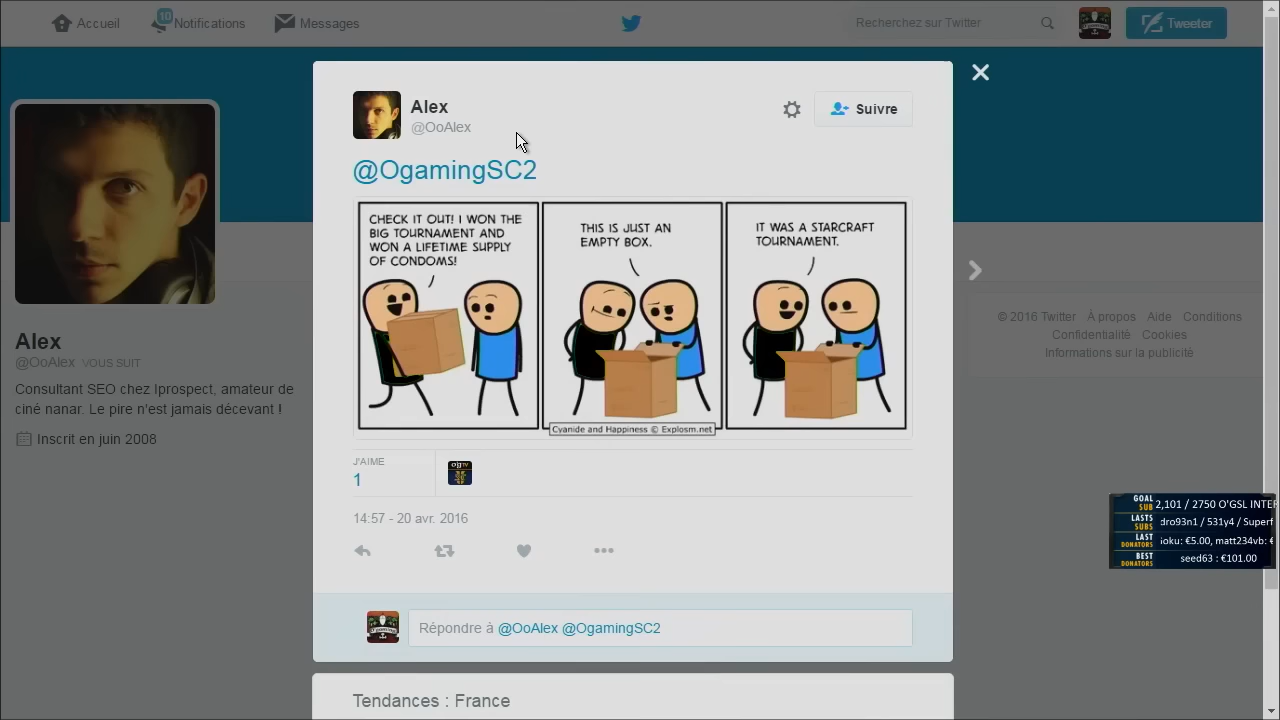 Accueil
10
Notifications
Messages
Recherchez sur Twitter
Tweeter
Alex
@OoAlex
Suivre
@OgamingSC2
CHECK IT OUT! I WON THE
BIG TOURNAMENT AND
WON A LIFETIME SUPPLY
OF CONDOMS!
THIS IS JUST AN
EMPTY BOX.
IT WAS A STARCRAFT
TOURNAMENT.
Cyanide and Happiness © Explosm.net
J'AIME
1
14:57 - 20 avr. 2016
Répondre à @OoAlex @OgamingSC2
Tendances : France
Alex
@OoAlex VOUS SUIT
Consultant SEO chez Iprospect, amateur de
ciné nanar. Le pire n'est jamais décevant !
Inscrit en juin 2008
© 2016 Twitter À propos Aide Conditions
Confidentialité Cookies
Informations sur la publicité
GOAL
SUB
2,101 / 2750 O'GSL INTER
LASTS
SUBS
dro93n1 / 531y4 / Superf
LAST
DONATORS
ioku: €5.00, matt234vb: €
BEST
DONATORS
seed63 : €101.00